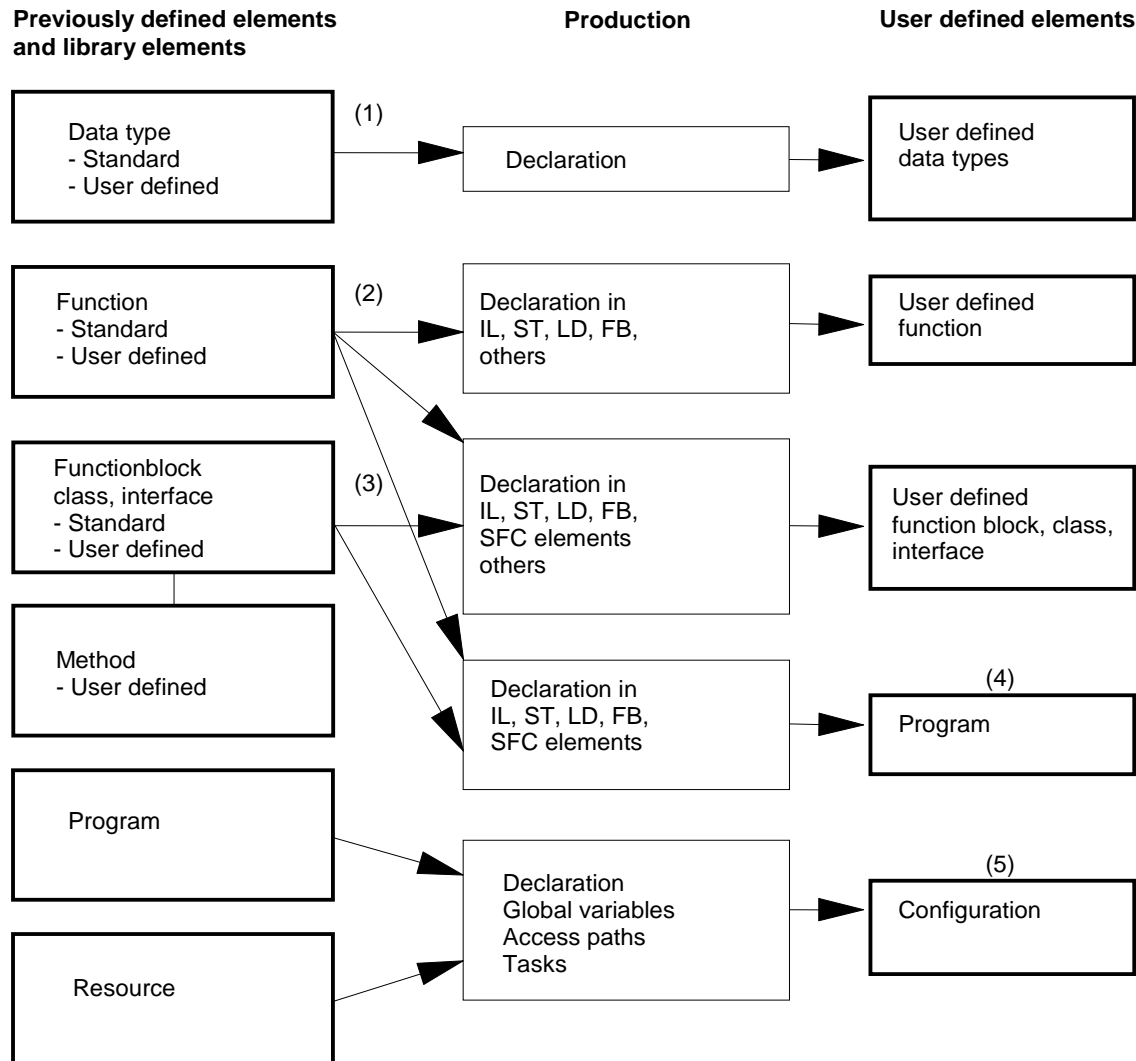 Previously defined elements
and library elements
Production
User defined elements
(1)
Data type
- Standard
- User defined
Declaration
User defined
data types
(2)
Function
- Standard
- User defined
Declaration in
IL, ST, LD, FB,
others
User defined
function
(3)
Functionblock
class, interface
- Standard
- User defined
Declaration in
IL, ST, LD, FB,
SFC elements
others
User defined
function block, class,
interface
Method
- User defined
Declaration in
IL, ST, LD, FB,
SFC elements
(4)
Program
Program
Declaration
Global variables
Access paths
Tasks
(5)
Configuration
Resource